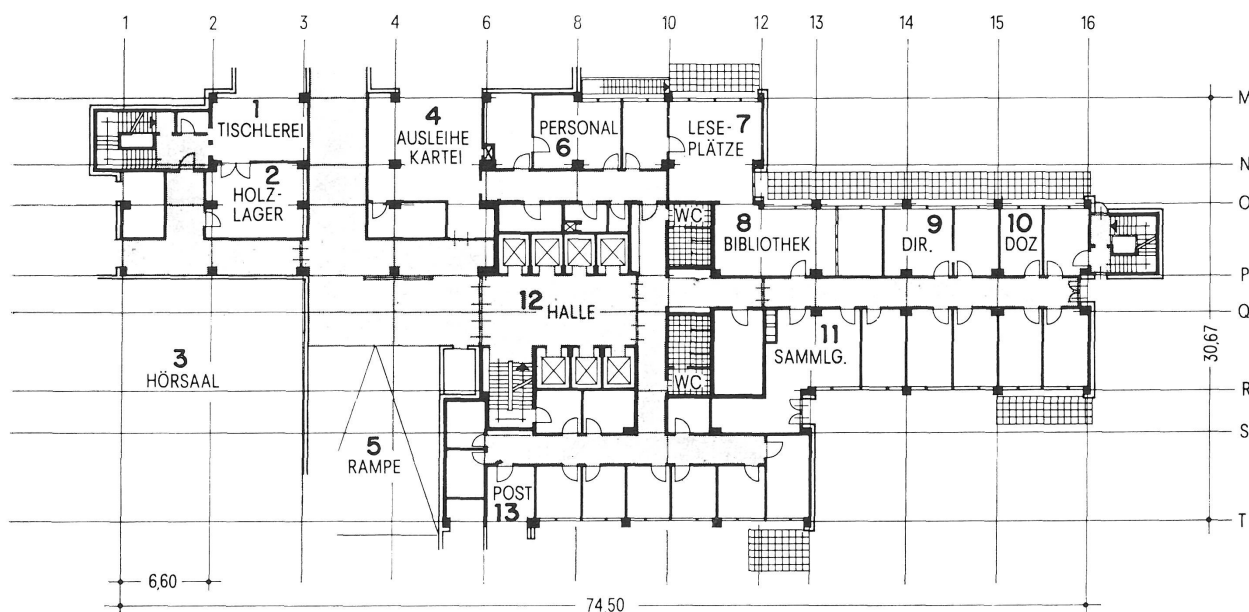 1 2 3 4 6 8 10 12 13 14 15 16
M
1
TISCHLEREI
4
AUSLEIHE
KARTEI
PERSONAL
6
LESE- 7
PLÄTZE
N
2
HOLZ-
LAGER
O
WC
8
BIBLIOTHEK
9
DIR.
10
DOZ
P
12
HALLE
Q
3
HÖRSAAL
11
SAMMLG.
30,67
WC
R
S
5
RAMPE
POST
13
T
6,60
74.50